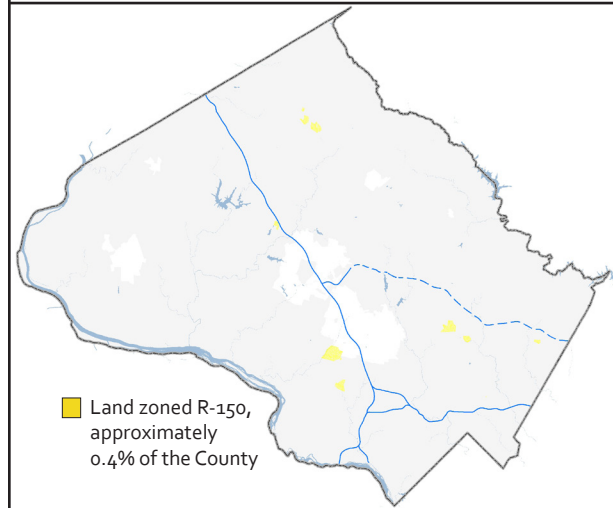 Land zoned R-150,
approximately
0.4% of the County